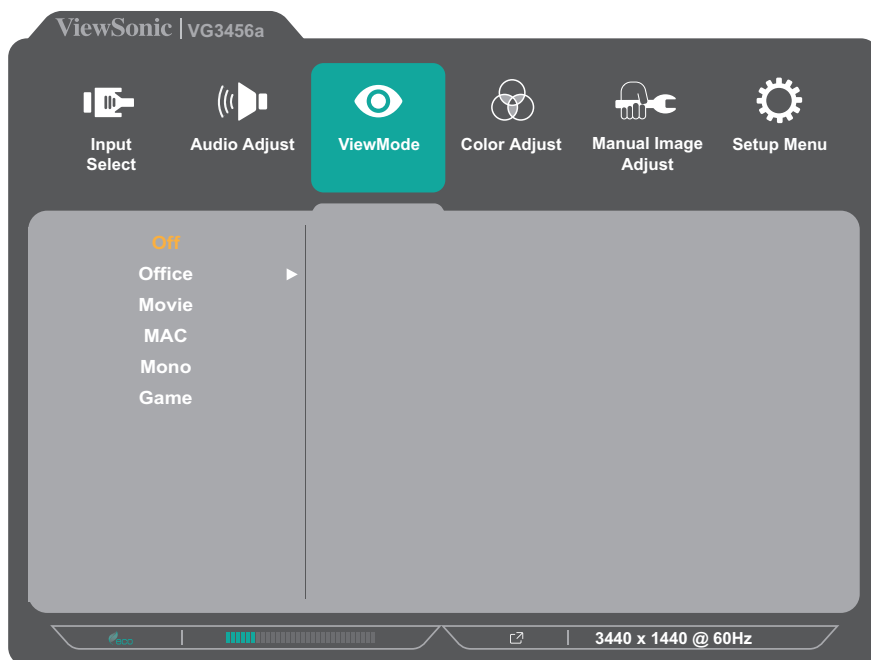 ViewSonic | VG3456a
Input
Select
Audio Adjust
ViewMode
Color Adjust
Manual Image
Adjust
Setup Menu
Off
Office
Movie
MAC
Mono
Game
eco
3440 x 1440 @ 60Hz